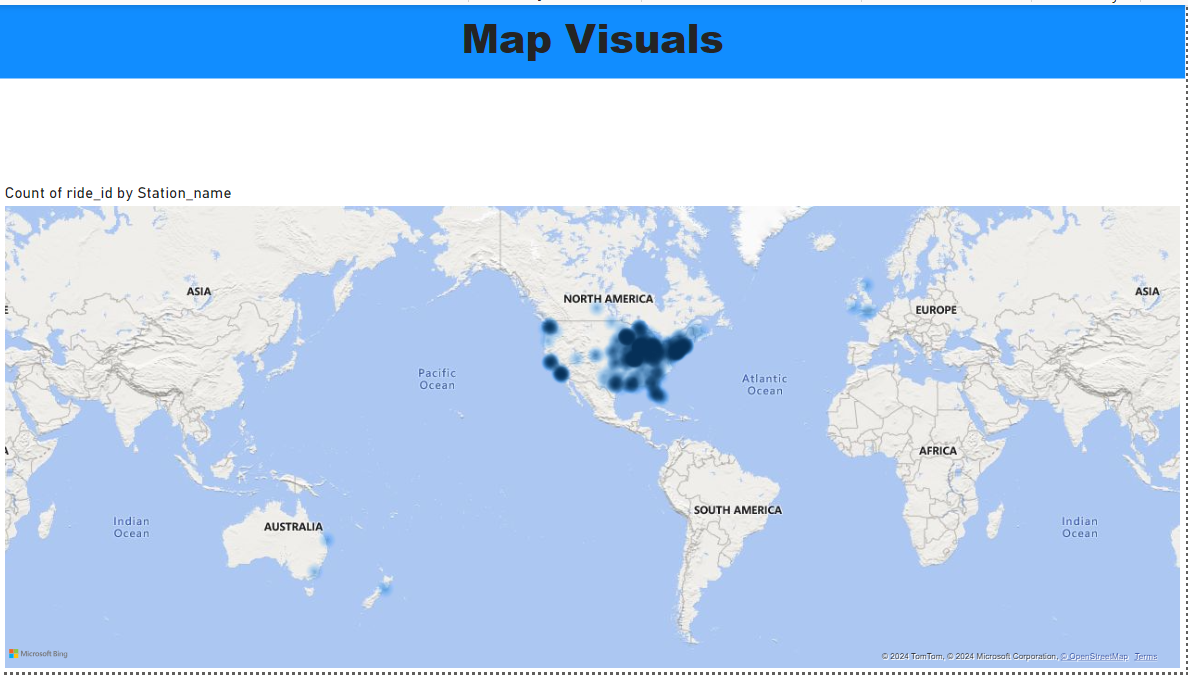 Map Visuals
Count of ride_id by Station_name
ASIA
NORTH AMERICA
ASIA
EUROPE
Pacific
Ocean
Atlantic
Ocean
AFRICA
SOUTH AMERICA
Indian
Ocean
AUSTRALIA
Indian
Ocean
Microsoft Bing
© 2024 TomTom, © 2024 Microsoft Corporation, © OpenStreetMap Terms